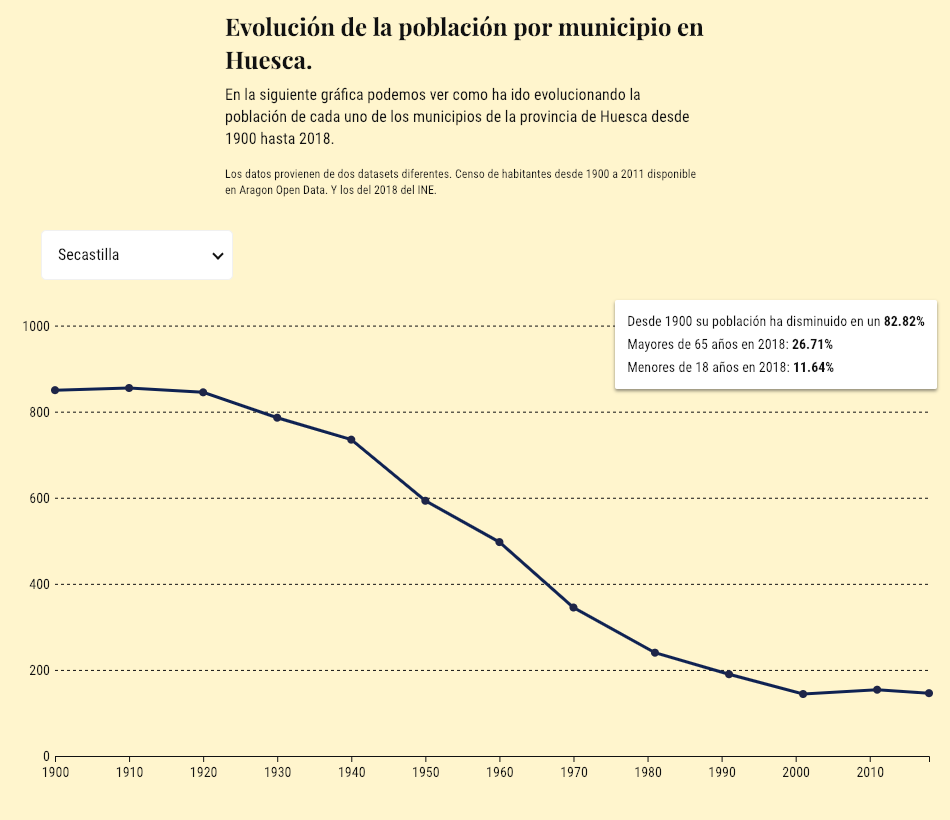 Evolución de la población por municipio en
Huesca.
En la siguiente gráfica podemos ver como ha ido evolucionando la
población de cada uno de los municipios de la provincia de Huesca desde
1900 hasta 2018.
Los datos provienen de dos datasets diferentes. Censo de habitantes desde 1900 a 2011 disponible
en Aragon Open Data. Y los del 2018 del INE.
Secastilla
Desde 1900 su población ha disminuido en un 82.82%
Mayores de 65 años en 2018: 26.71%
Menores de 18 años en 2018: 11.64%
1000
800
600
400
200
0
1900 1910 1920 1930 1940 1950 1960 1970 1980 1990 2000 2010